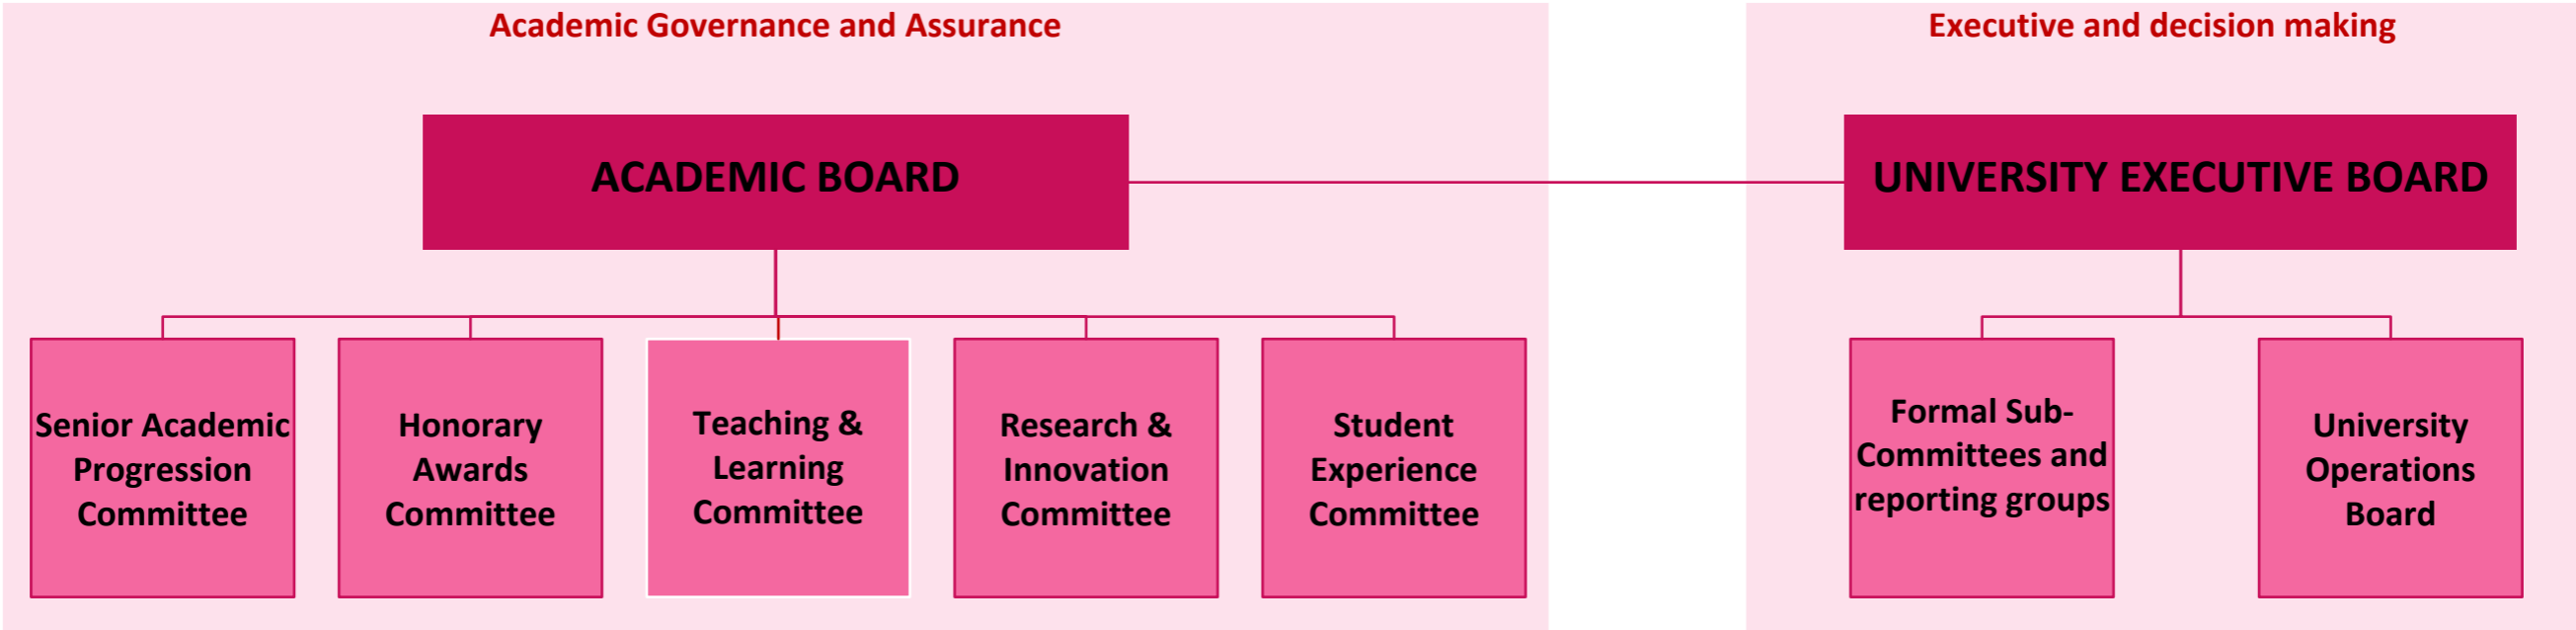 Academic Governance and Assurance
Executive and decision making
ACADEMIC BOARD
UNIVERSITY EXECUTIVE BOARD
Senior Academic
Progression
Committee
Honorary
Awards
Committee
Teaching &
Learning
Committee
Research &
Innovation
Committee
Student
Experience
Committee
Formal Sub-
Committees and
reporting groups
University
Operations
Board